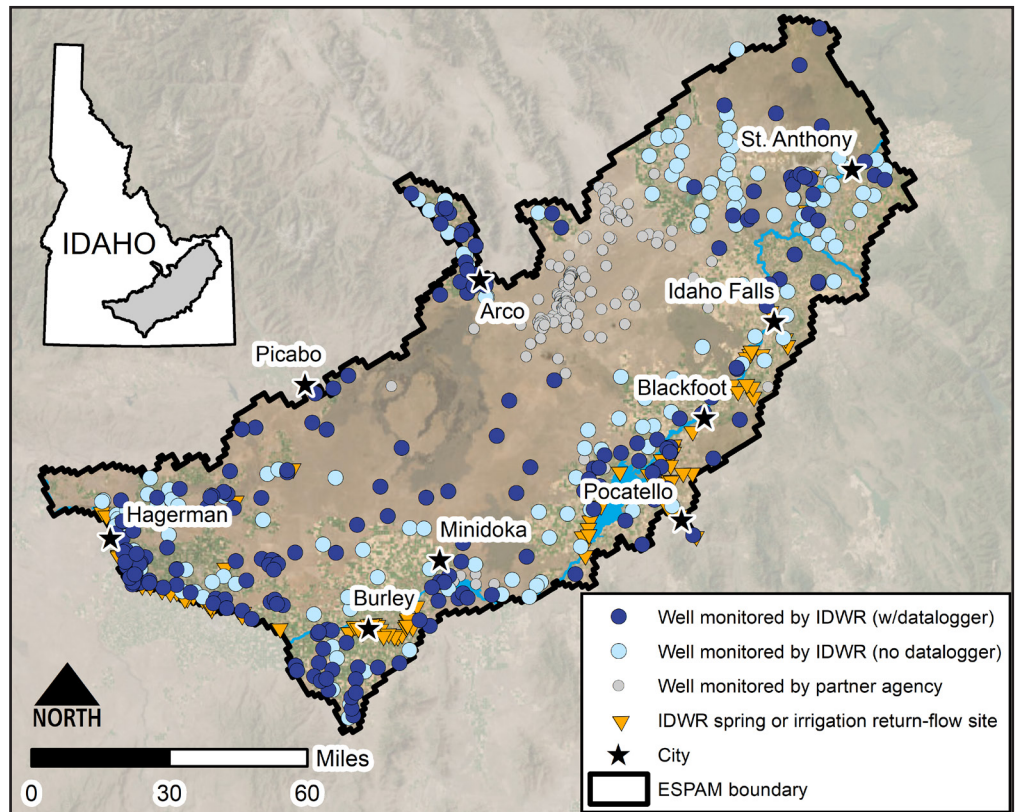 IDAHO
St. Anthony
Idaho Falls
Arco
Picabo
Blackfoot
Pocatello
Hagerman
Minidoka
Burley
NORTH
Miles
0 30 60
Well monitored by IDWR (w/datalogger)
Well monitored by IDWR (no datalogger)
Well monitored by partner agency
IDWR spring or irrigation return-flow site
City
ESPAM boundary